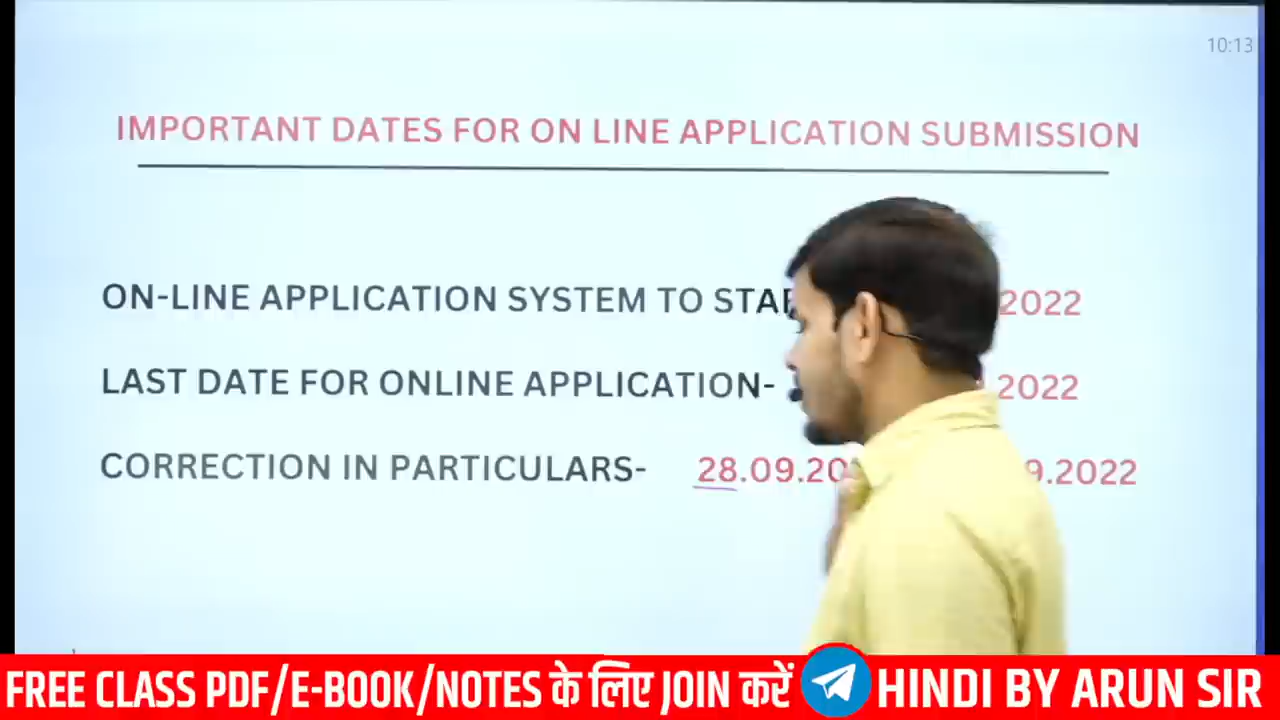 10:13
IMPORTANT DATES FOR ON LINE APPLICATION SUBMISSION
ON-LINE APPLICATION SYSTEM TO 2022
LAST DATE FOR ONLINE APPLICATION- 2022
CORRECTION IN PARTICULARS- 28.09. 9.2022
FREE CLASS PDF/E-BOOK/NOTES के लिए JOIN करें HINDI BY ARUN SIR